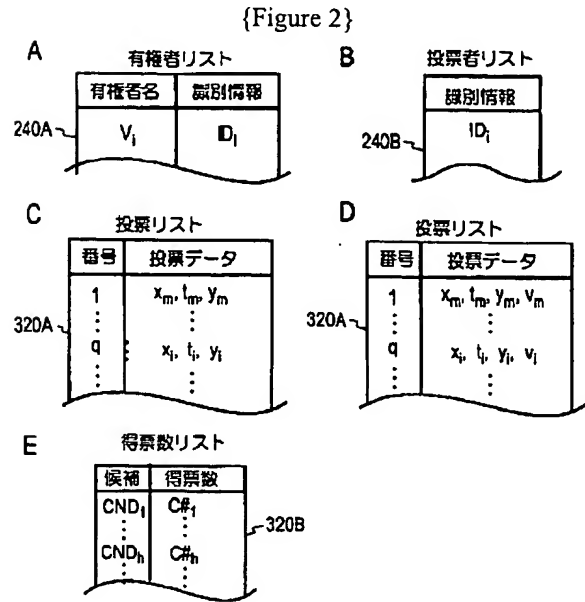 {Figure 2}
A
有権者リスト
有権者名 識別情報
240A
Vi IDi
B
投票者リスト
識別情報
240B
IDi
C
投票リスト
番号 投票データ
320A
1 xm, tm, ym
q xi, ti, yi
D
投票リスト
番号 投票データ
320A
1 xm, tm, ym, vm
q xi, ti, yi, vi
E
得票数リスト
候補 得票数
CND1 C#1
320B
CNDh C#h